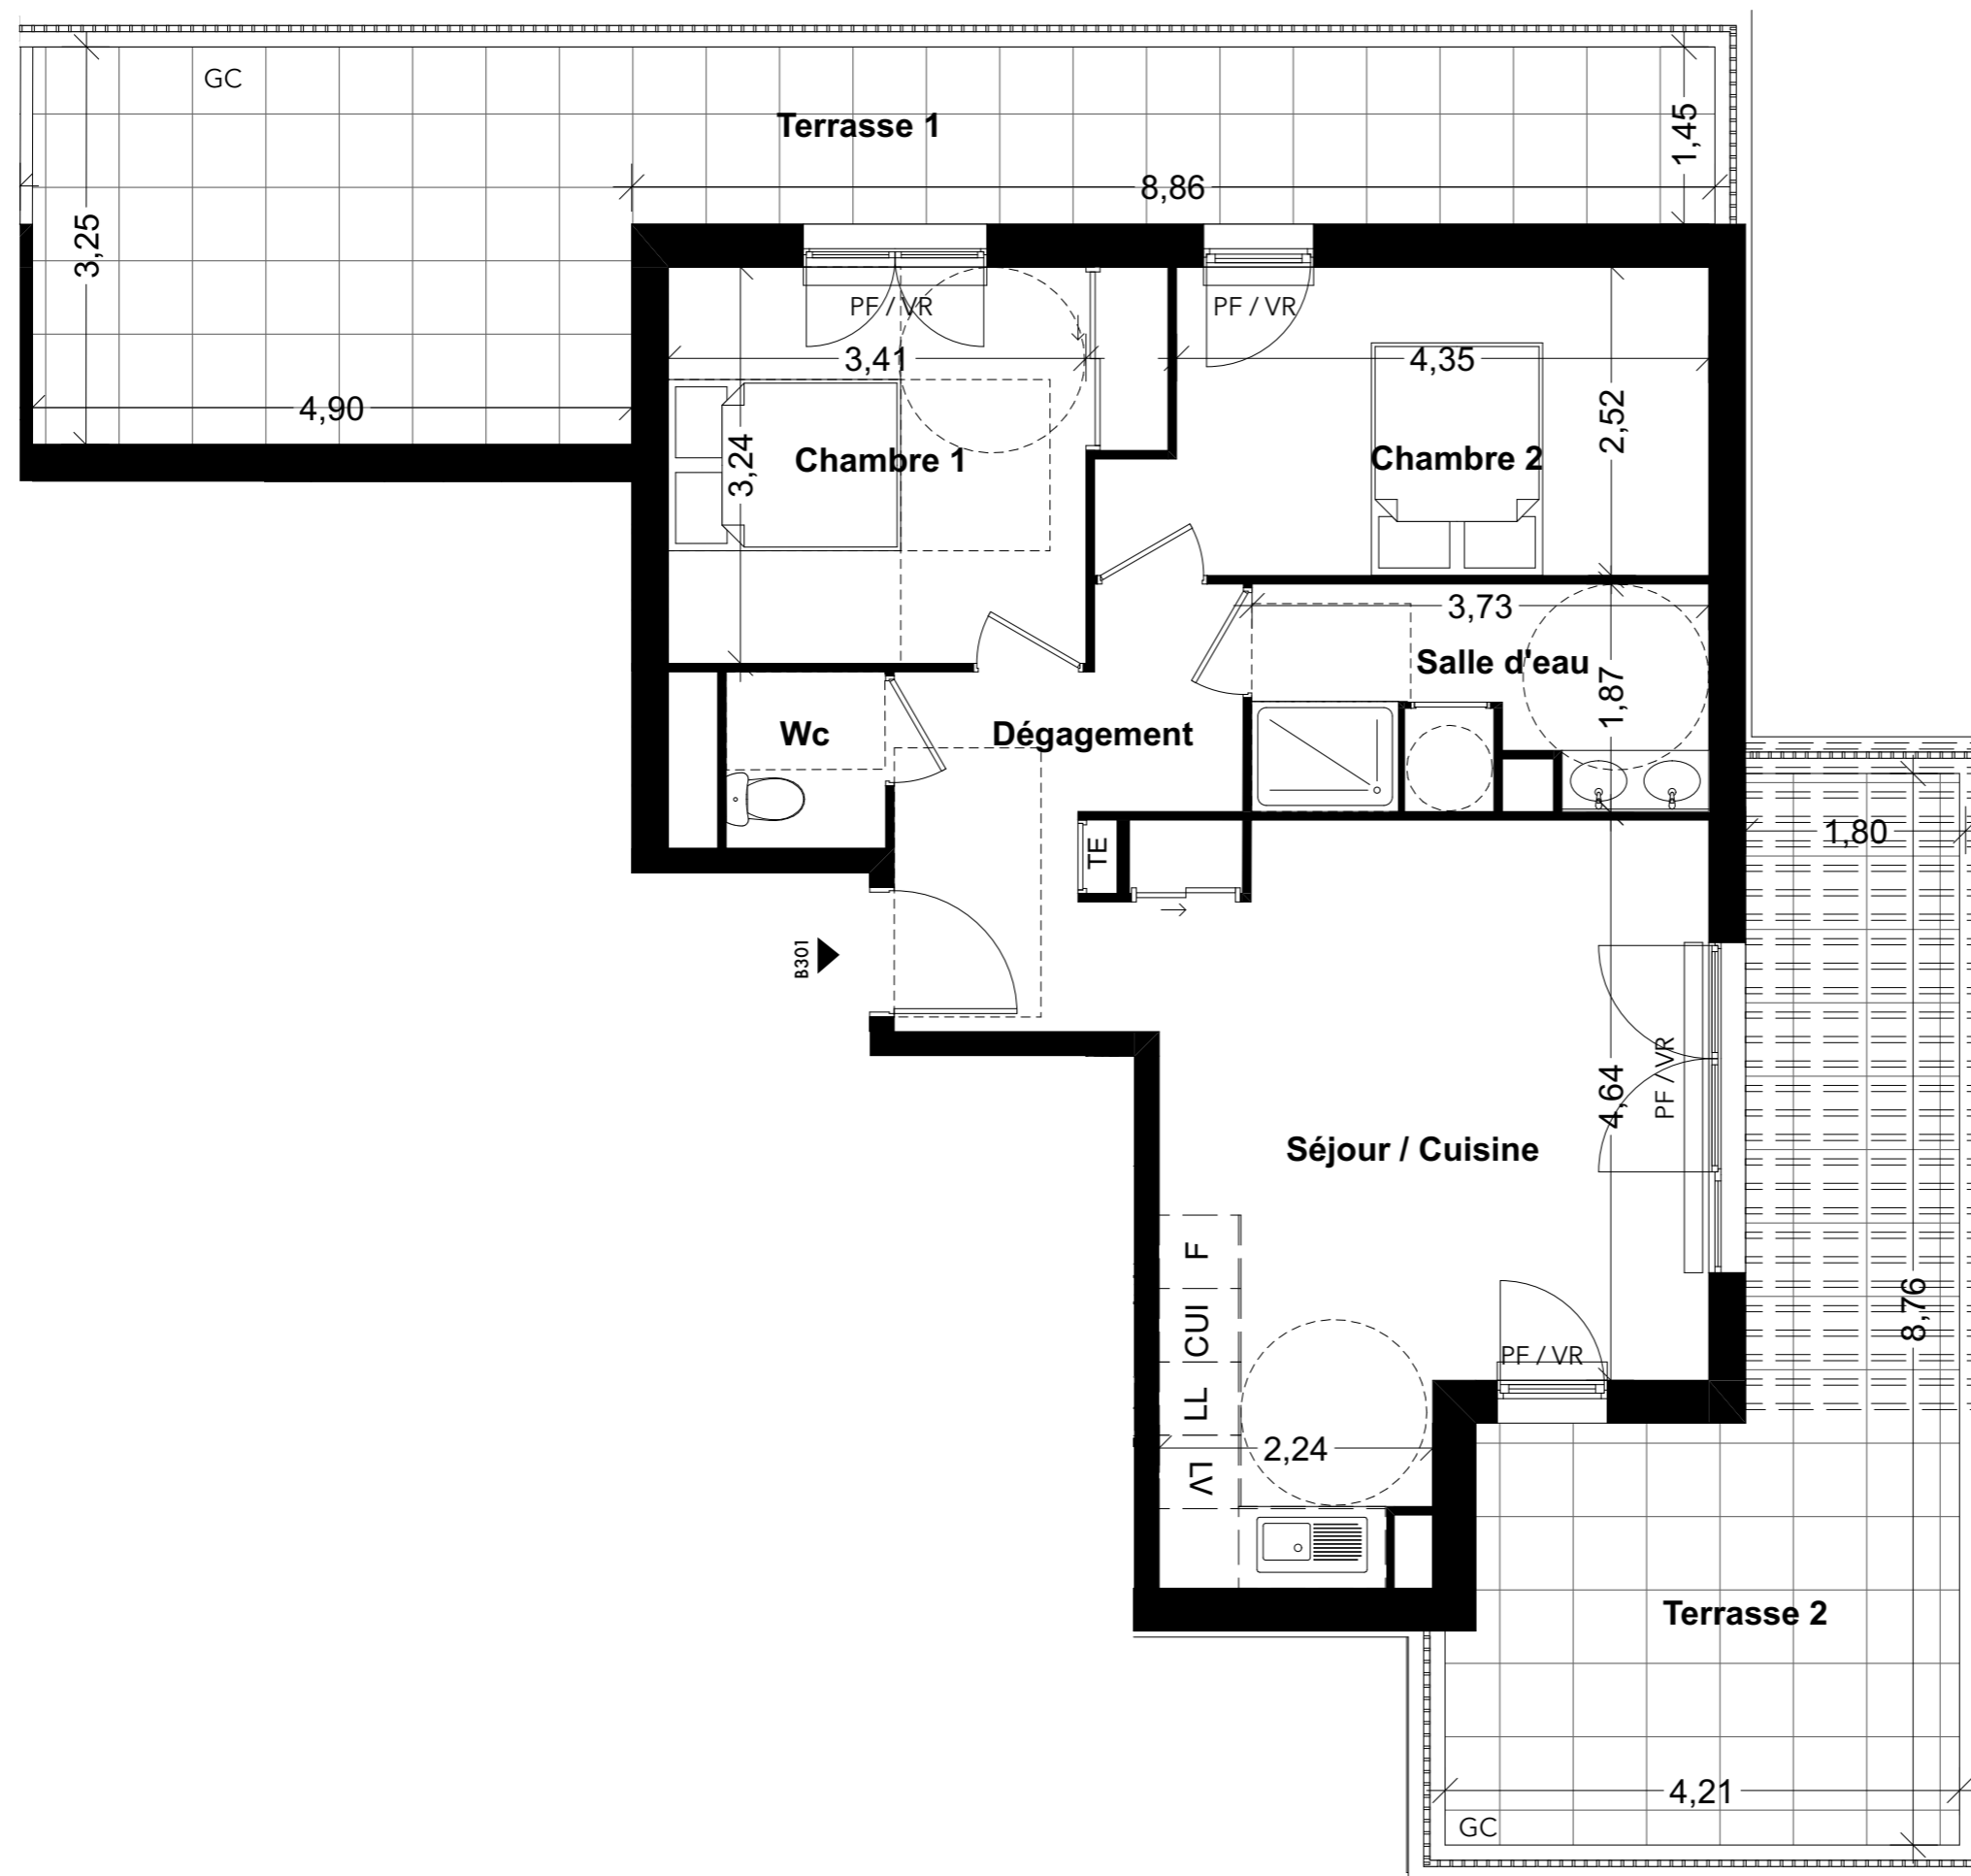 GC
Terrasse 1
1,45
8,86
3,25
PF / VR
PF / VR
3,41
4,35
4,90
2,52
Chambre 1
Chambre 2
3,24
3,73
Salle d'eau
1,87
Wc
Dégagement
TE
1,80
B301
4,64
PF / VR
Séjour / Cuisine
F
CUI
LL
LV
8,76
PF / VR
2,24
Terrasse 2
4,21
GC